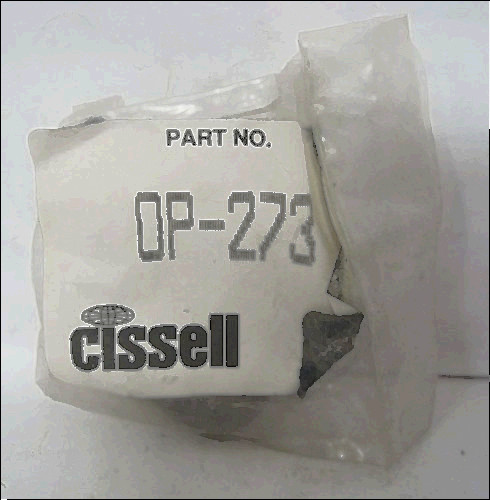 PART NO.
OP-273
cissell